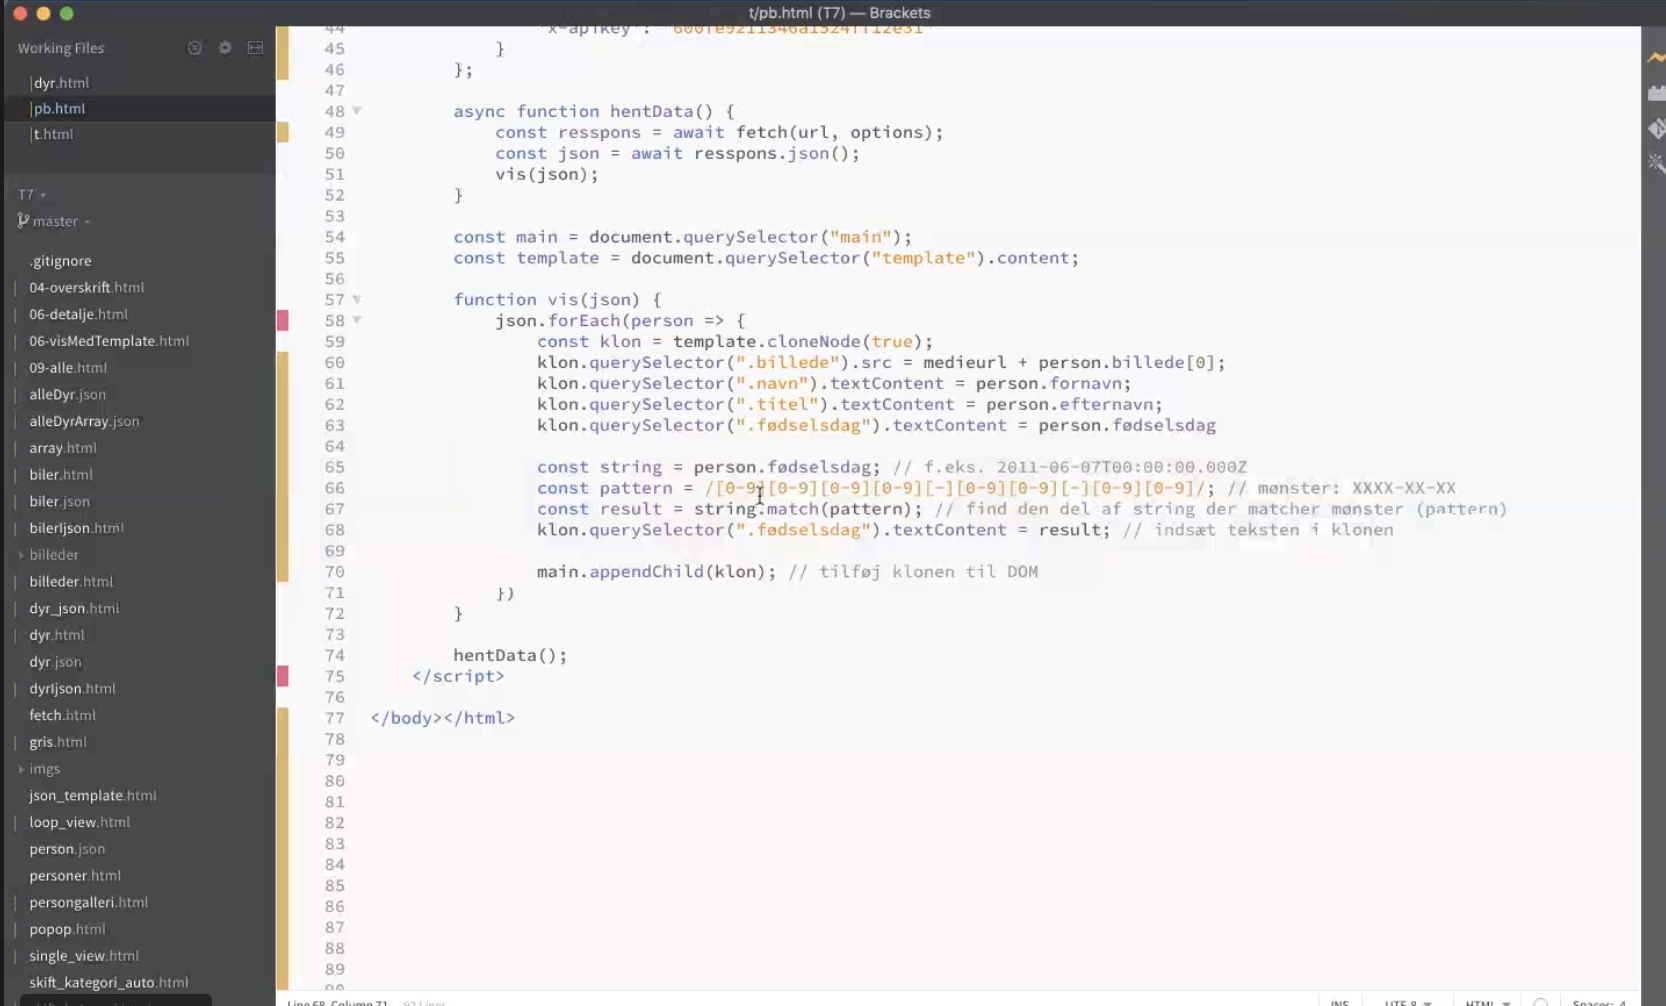 t/pb.html (T7) — Brackets
Working Files
dyr.html
pb.html
t.html
T7
master
.gitignore
04-overskrift.html
06-detalje.html
06-visMedTemplate.html
09-alle.html
alleDyr.json
alleDyrArray.json
array.html
biler.html
biler.json
bilerIjson.html
billeder
billeder.html
dyr_json.html
dyr.html
dyr.json
dyrIjson.html
fetch.html
gris.html
imgs
json_template.html
loop_view.html
person.json
personer.html
persongalleri.html
popop.html
single_view.html
skift_kategori_auto.html
44 "x-apikey":
45 }
46 };
47
48 async function hentData() {
49 const resspons = await fetch(url, options);
50 const json = await resspons.json();
51 vis(json);
52 }
53
54 const main = document.querySelector("main");
55 const template = document.querySelector("template").content;
56
57 function vis(json) {
58 json.forEach(person => {
59 const klon = template.cloneNode(true);
60 klon.querySelector(".billede").src = medieurl + person.billede[0];
61 klon.querySelector(".navn").textContent = person.fornavn;
62 klon.querySelector(".titel").textContent = person.efternavn;
63 klon.querySelector(".fødselsdag").textContent = person.fødselsdag
64
65 const string = person.fødselsdag; // f.eks. 2011-06-07T00:00:00.000Z
66 const pattern = /[0-9][0-9][0-9][0-9][-][0-9][0-9][-][0-9][0-9]/; // mønster: XXXX-XX-XX
67 const result = string.match(pattern); // find den del af string der matcher mønster (pattern)
68 klon.querySelector(".fødselsdag").textContent = result; // indsæt teksten i klonen
69
70 main.appendChild(klon); // tilføj klonen til DOM
71 })
72 }
73
74 hentData();
75 </script>
76
77 </body></html>
78
79
80
81
82
83
84
85
86
87
88
89
90
Line 68, Column 71 — 92 Lines
INS
UTF-8
HTML
Spaces: 4